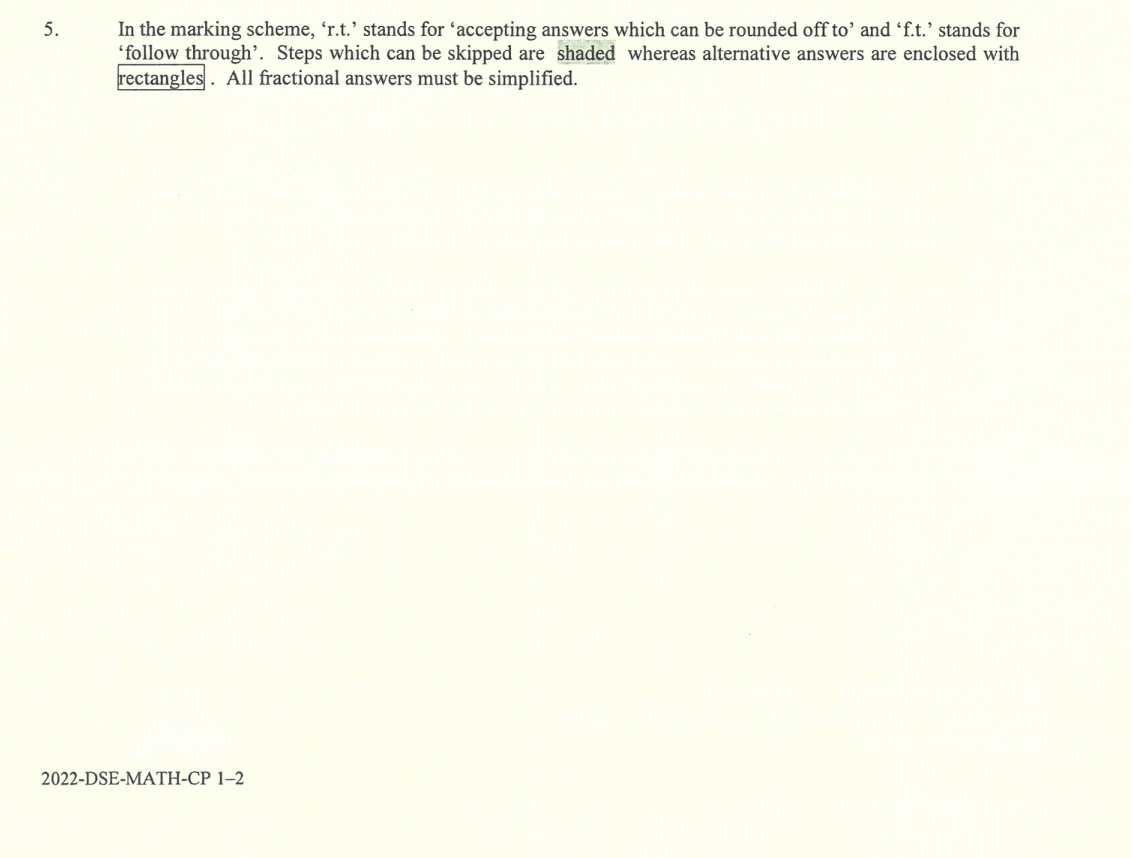 5. In the marking scheme, ‘r.t.’ stands for ‘accepting answers which can be rounded off to’ and ‘f.t.’ stands for
‘follow through’. Steps which can be skipped are shaded whereas alternative answers are enclosed with
rectangles . All fractional answers must be simplified.
2022-DSE-MATH-CP 1–2